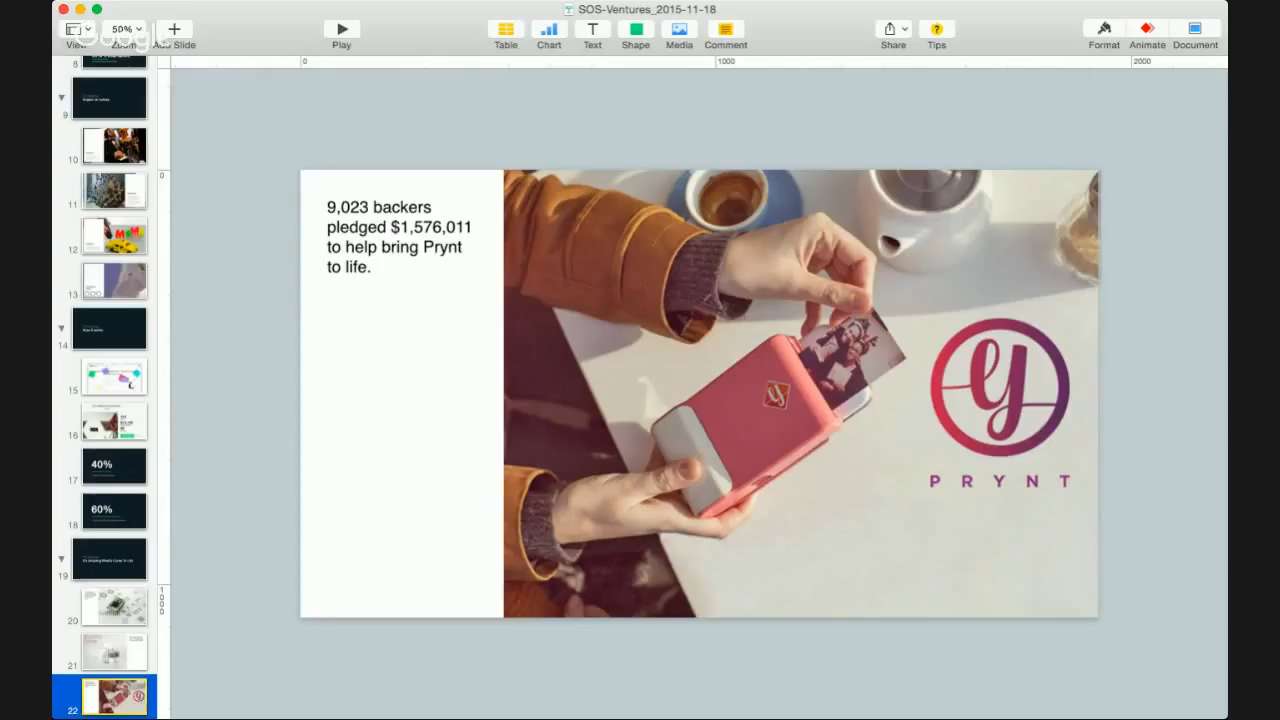 SOS-Ventures_2015-11-18
50%
View
Zoom
Add Slide
Play
Table
Chart
Text
Shape
Media
Comment
Share
Tips
Format
Animate
Document
0
1000
2000
0
1000
8
9
10
11
12
13
14
15
16
17
40%
18
60%
19
20
21
22
9,023 backers
pledged $1,576,011
to help bring Prynt
to life.
PRYNT